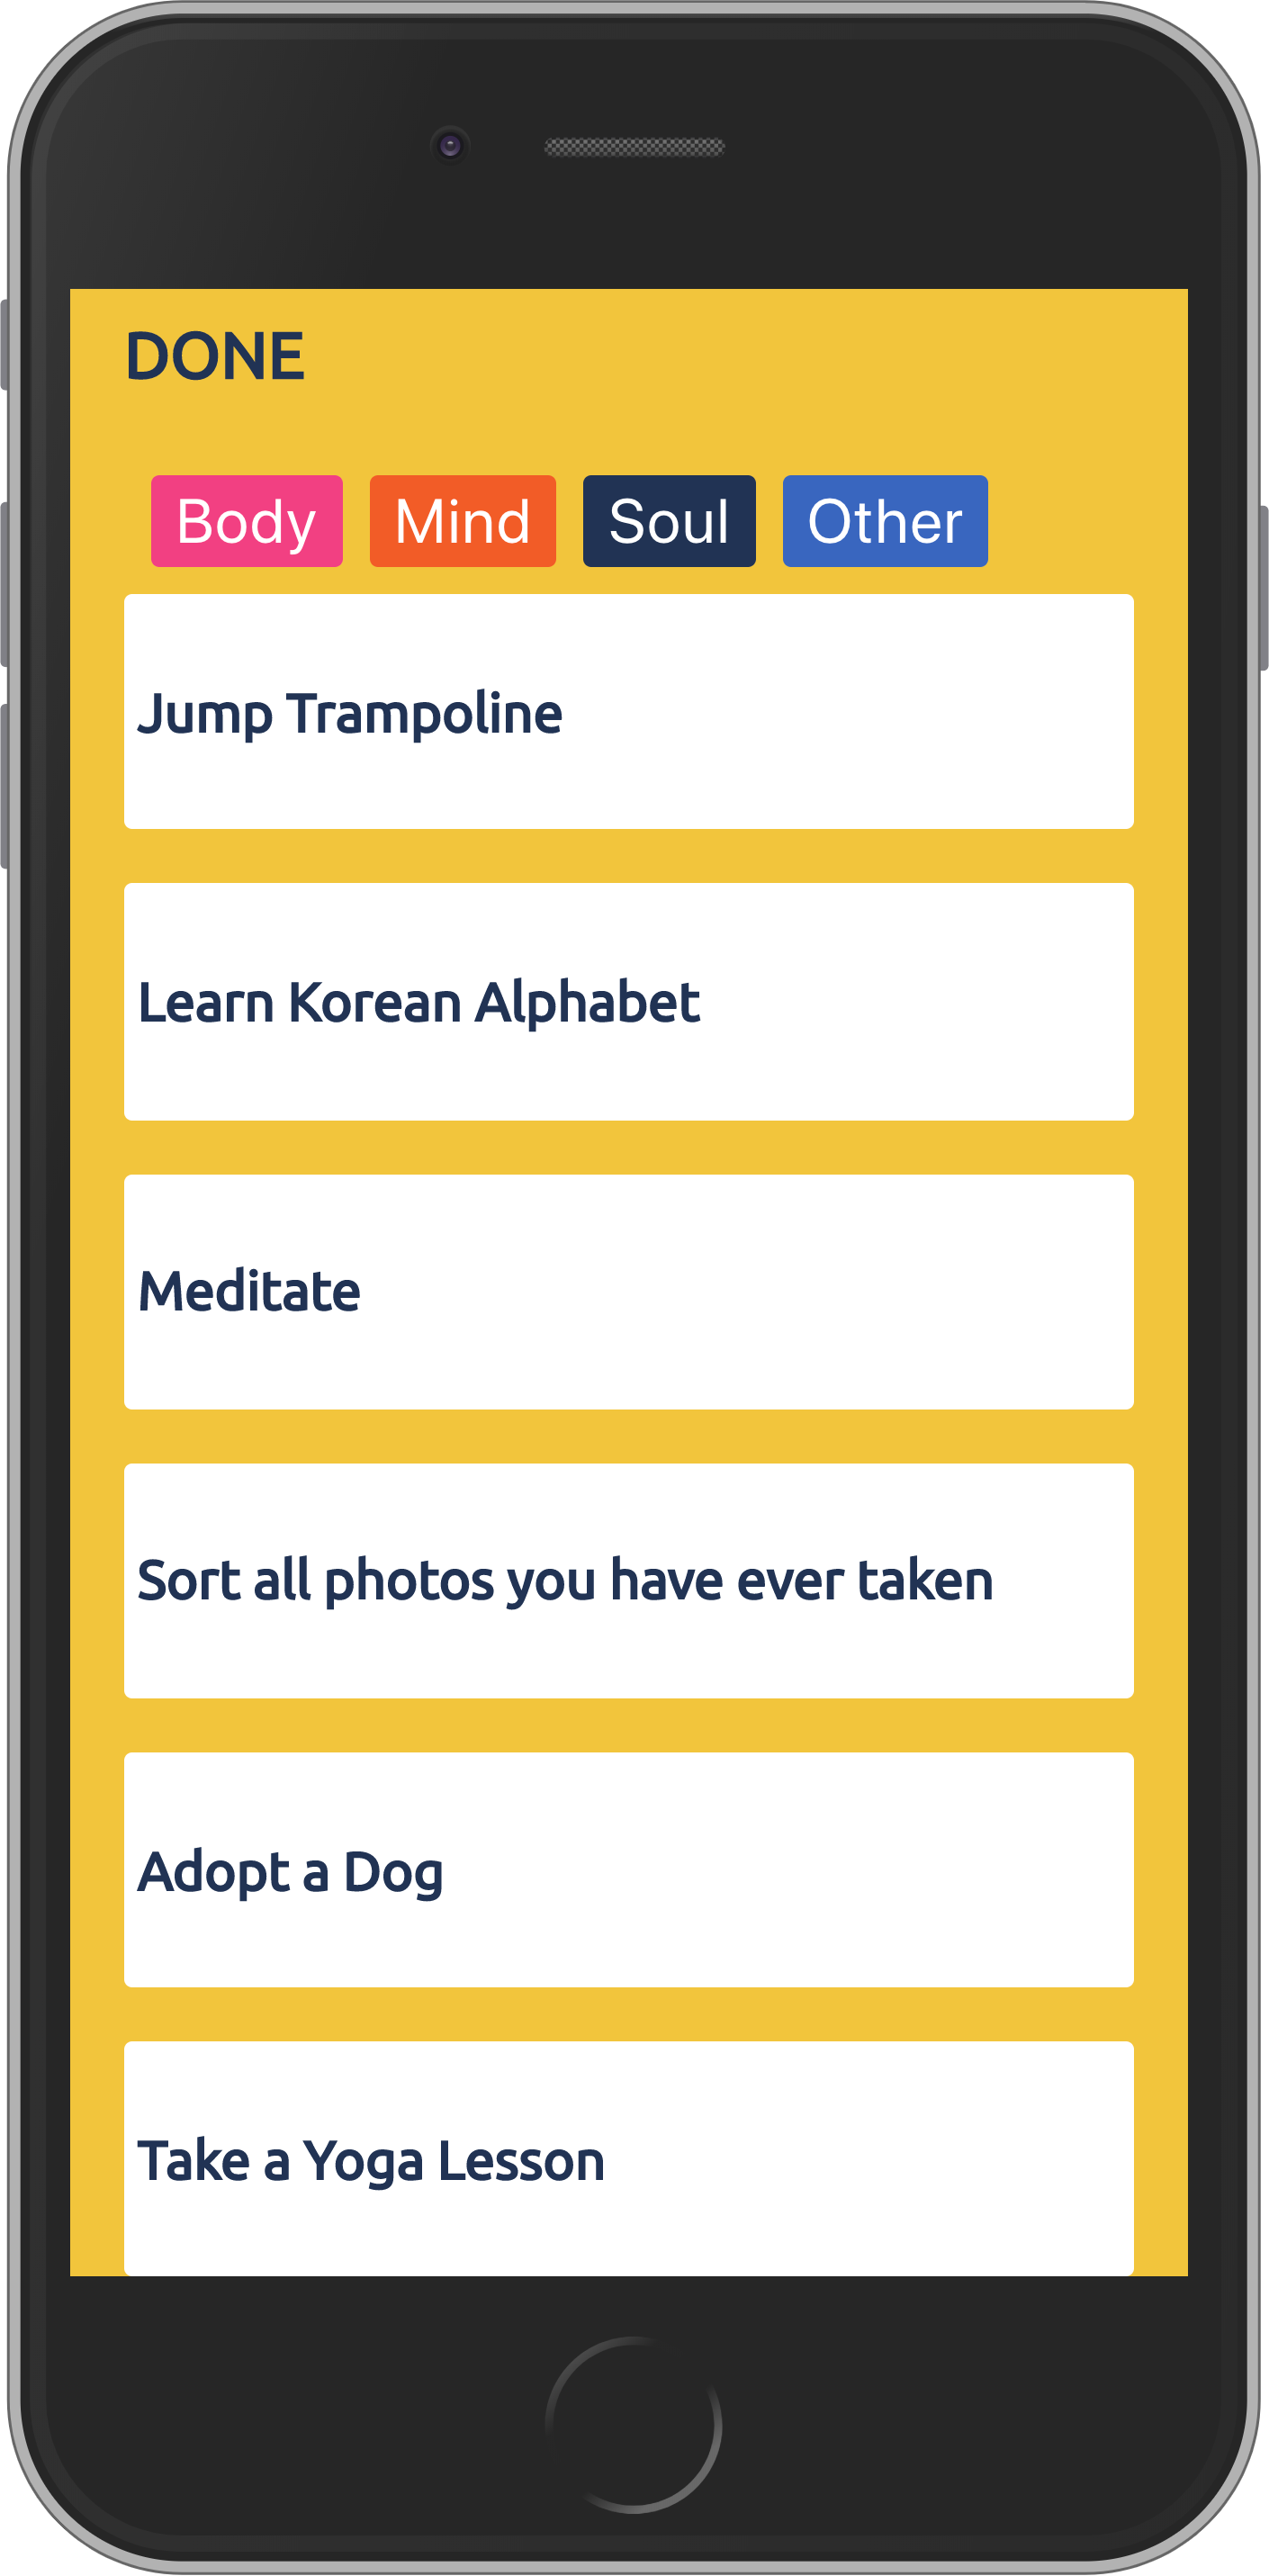 DONE
Body Mind Soul Other
Jump Trampoline
Learn Korean Alphabet
Meditate
Sort all photos you have ever taken
Adopt a Dog
Take a Yoga Lesson